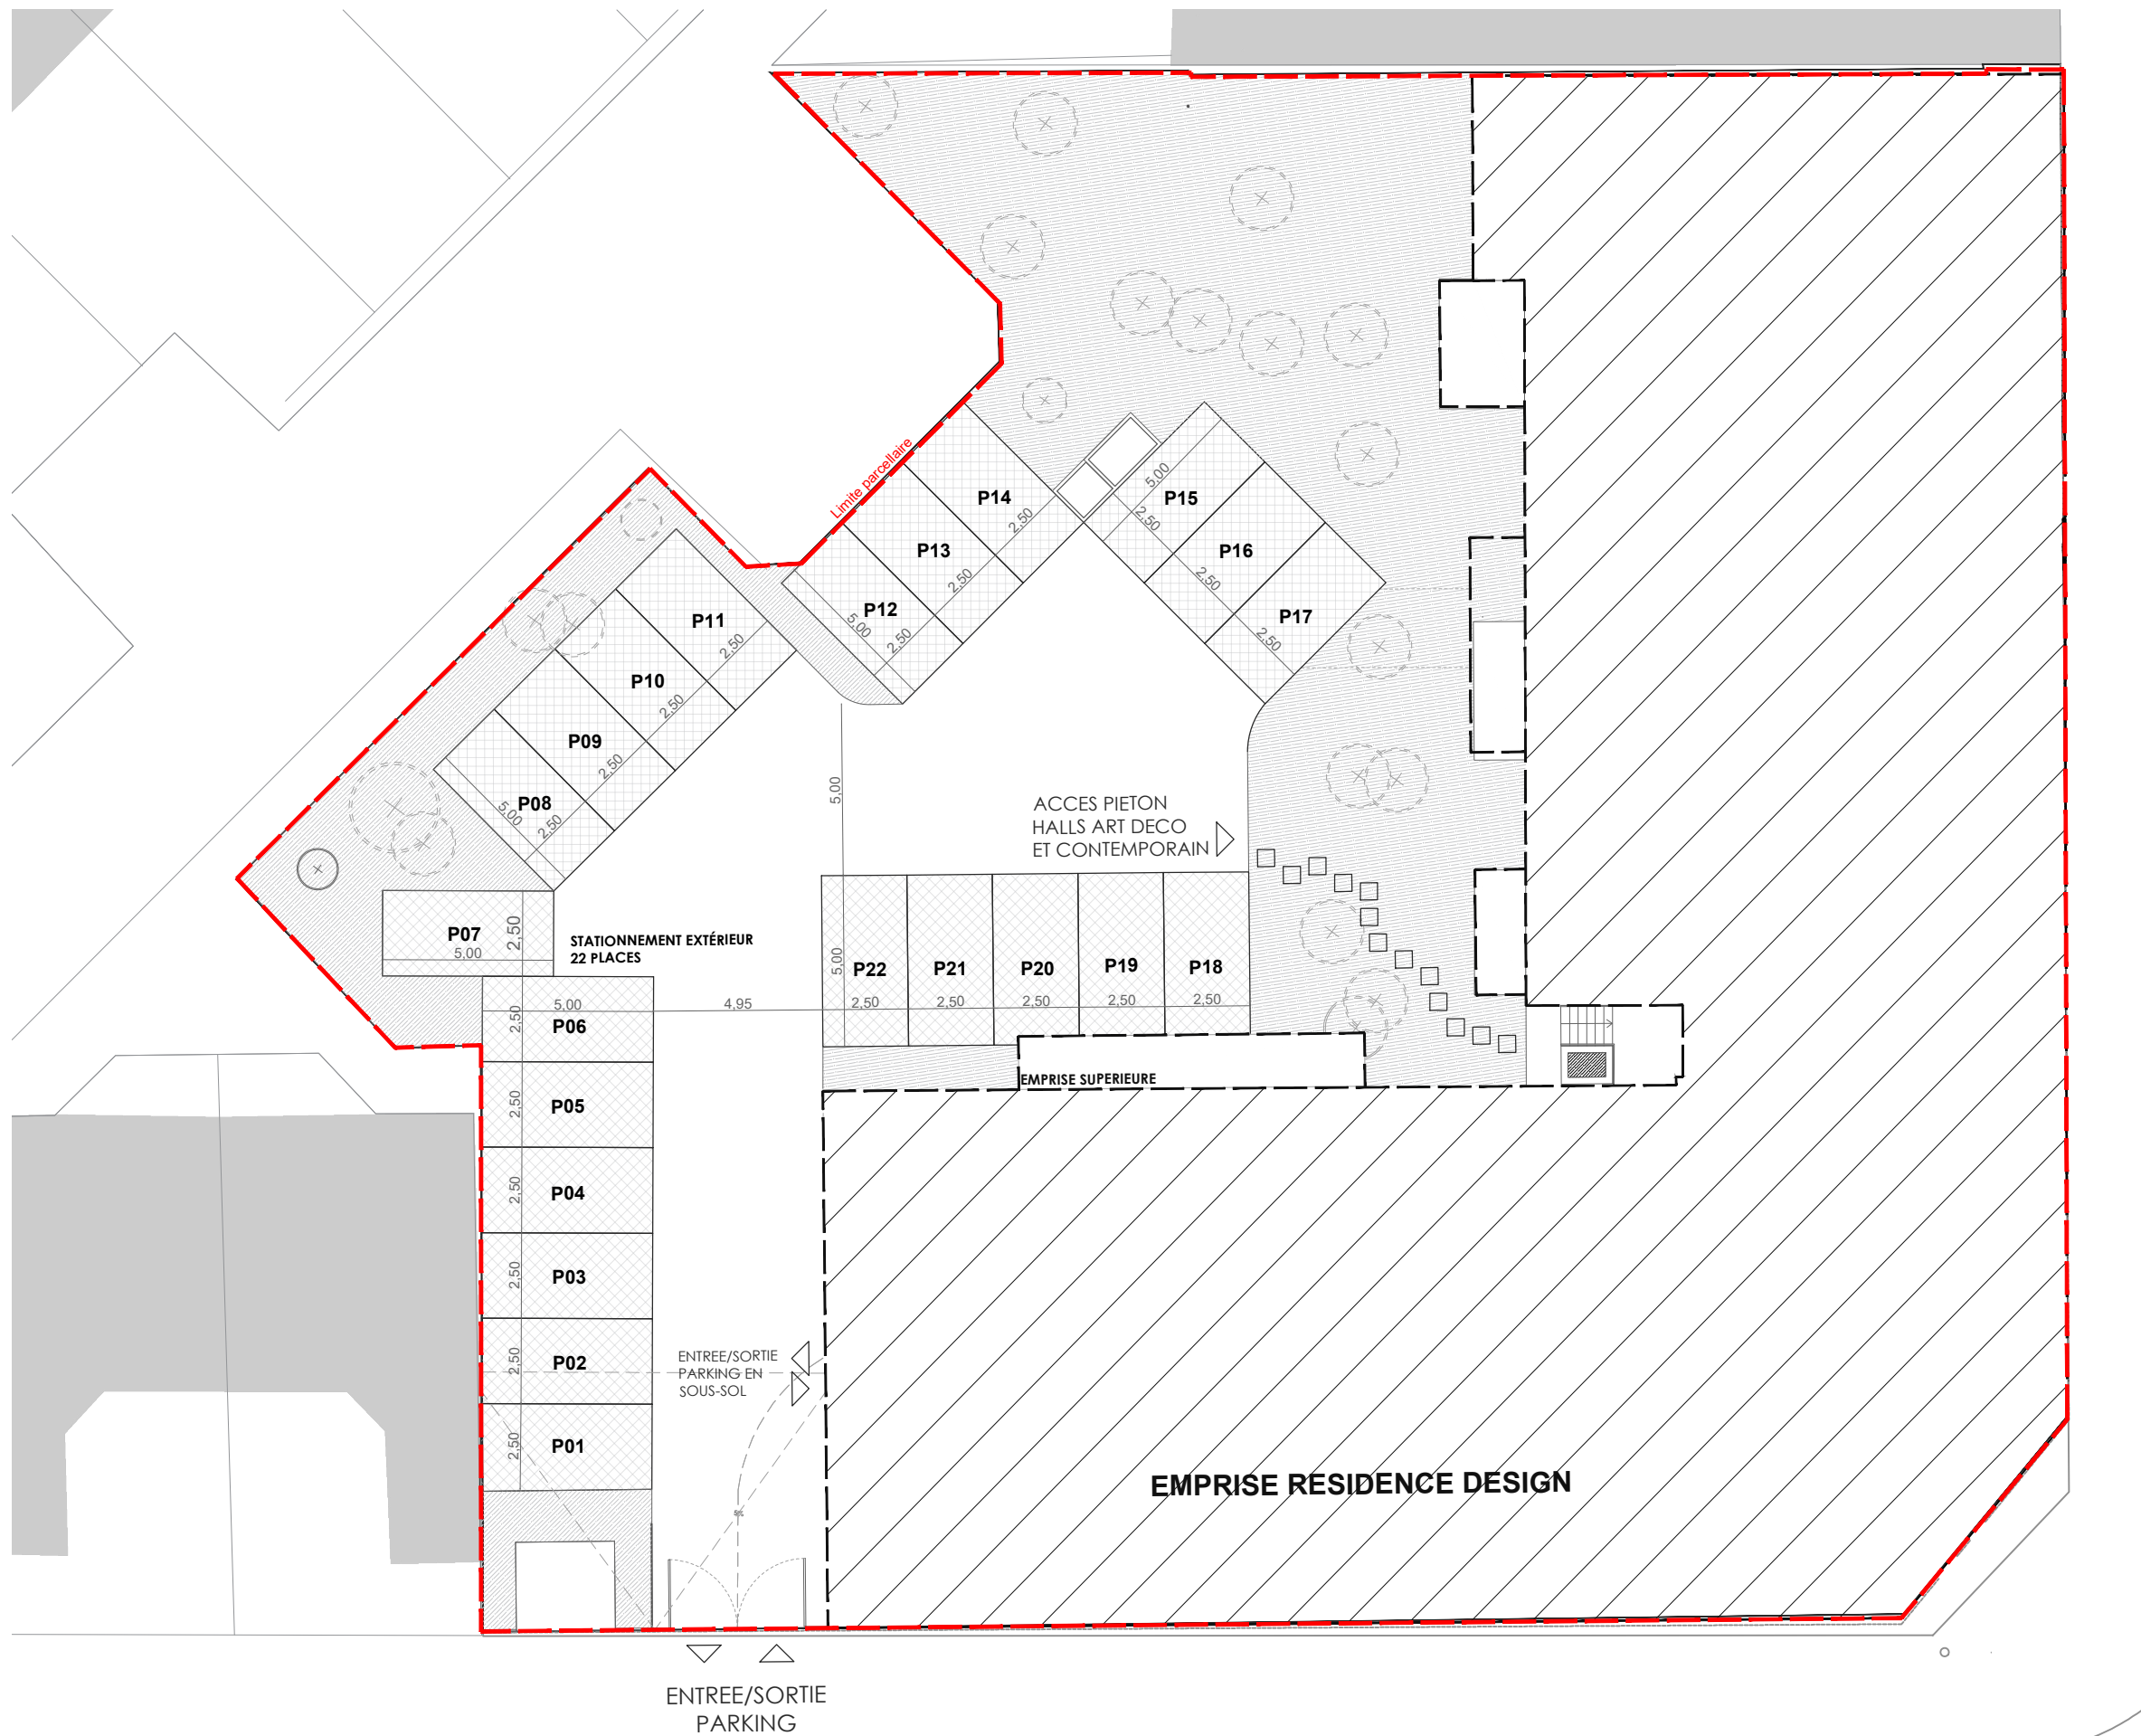 Limite parcellaire
P14
2,50
P13
2,50
P12
5,00
2,50
5,00
P15
2,50
P16
2,50
P17
2,50
P11
2,50
P10
2,50
P09
2,50
P08
5,00
2,50
5,00
ACCES PIETON
HALLS ART DECO
ET CONTEMPORAIN
P07
5,00
2,50
STATIONNEMENT EXTÉRIEUR
22 PLACES
5,00
P22
2,50
P21
2,50
P20
2,50
P19
2,50
P18
2,50
4,95
5,00
2,50
P06
EMPRISE SUPERIEURE
2,50
P05
2,50
P04
2,50
P03
2,50
P02
2,50
P01
ENTREE/SORTIE
PARKING EN
SOUS-SOL
EMPRISE RESIDENCE DESIGN
ENTREE/SORTIE
PARKING